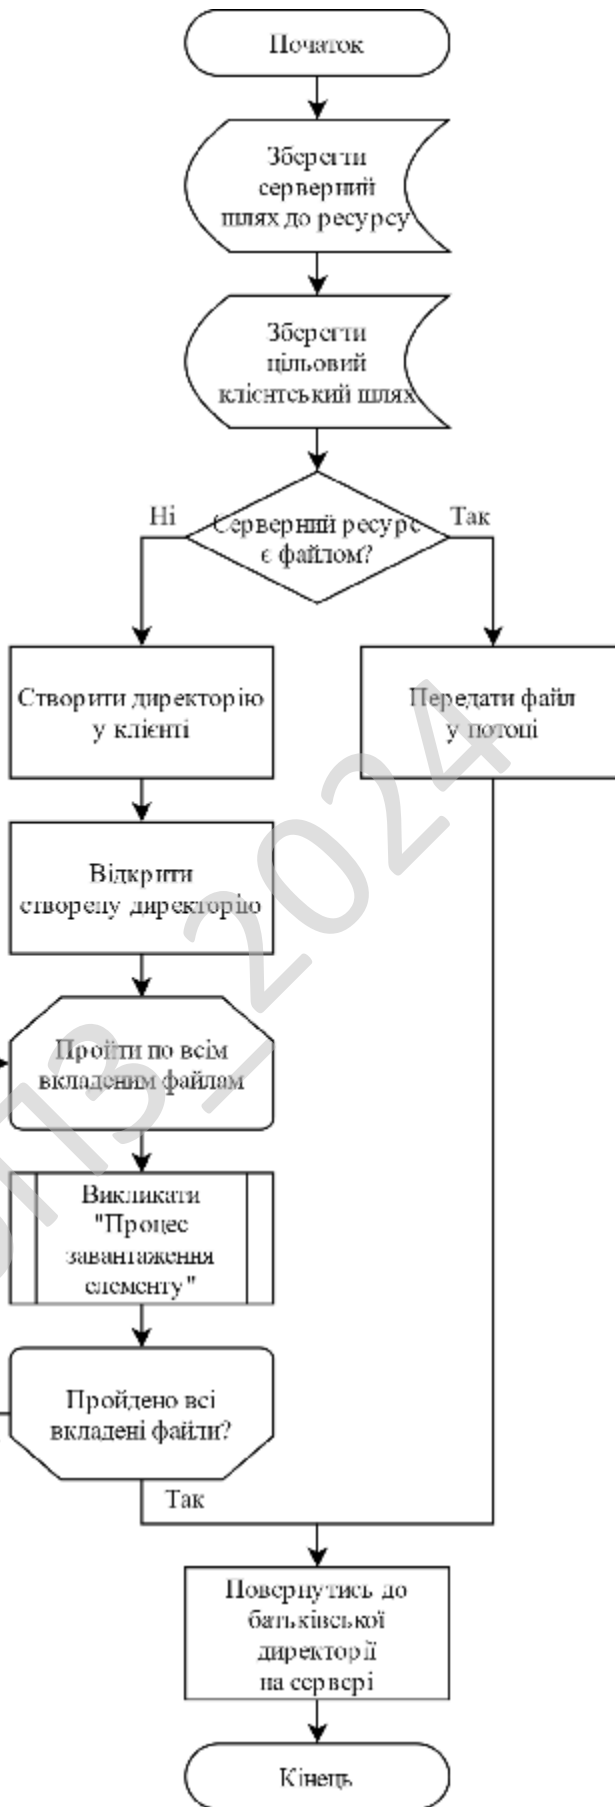 Початок
Зберегти
серверний
шлях до ресурсу
Зберегти
цільовий
клієнтський шлях
Ні
Серверний ресурс
є файлом?
Так
Створити директорію
у клієнті
Передати файл
у потоці
Відкрити
створену директорію
Пройти по всім
вкладеним файлам
Викликати
"Процес
завантаження
елементу"
Пройдено всі
вкладені файли?
Так
Повернутись до
батьківської
директорії
на сервері
Кінець
ПЗ_2024